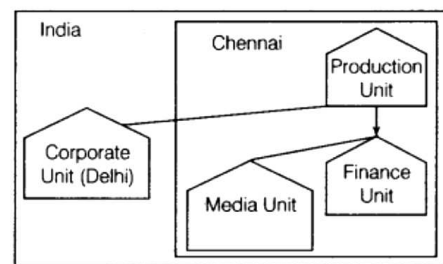 India
Chennai
Production
Unit
Corporate
Unit (Delhi)
Media Unit
Finance
Unit